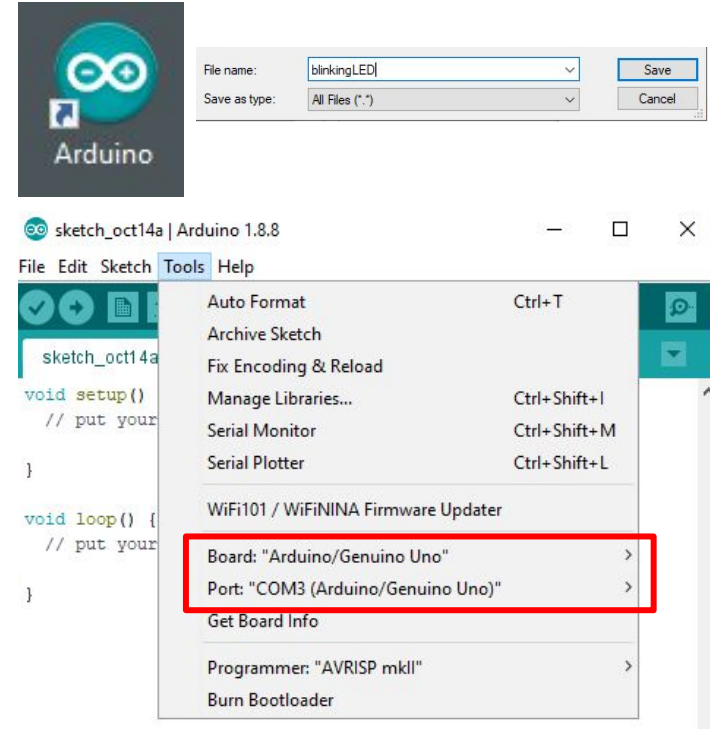 Arduino
File name: blinkingLED
Save
Save as type: All Files (*.*)
Cancel
sketch_oct14a | Arduino 1.8.8
File Edit Sketch Tools Help
Auto Format Ctrl+T
Archive Sketch
sketch_oct14a
Fix Encoding & Reload
void setup()
Manage Libraries... Ctrl+Shift+I
// put your
Serial Monitor Ctrl+Shift+M
}
Serial Plotter Ctrl+Shift+L
WiFi101 / WiFiNINA Firmware Updater
void loop() {
// put your
Board: "Arduino/Genuino Uno"
Port: "COM3 (Arduino/Genuino Uno)"
}
Get Board Info
Programmer: "AVRISP mkII"
Burn Bootloader